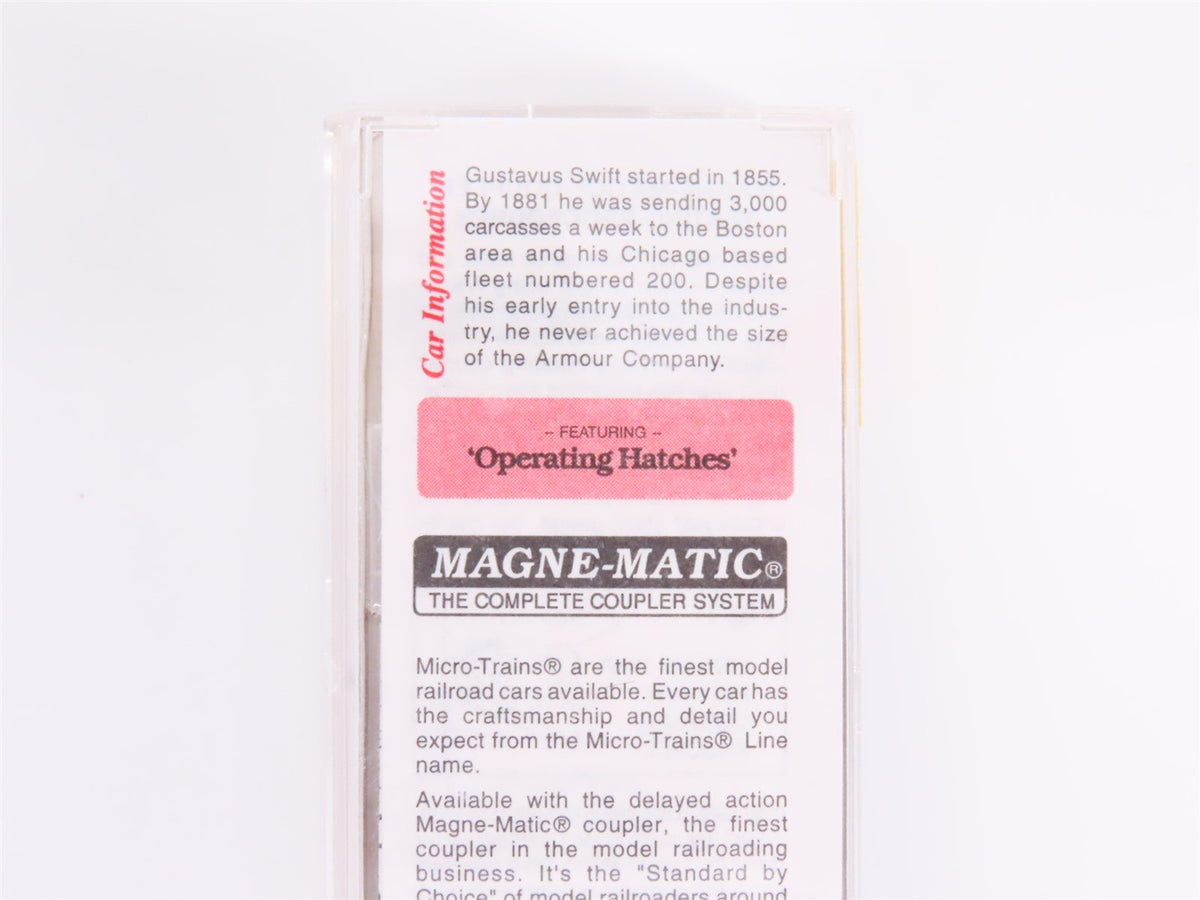 Car Information
Gustavus Swift started in 1855.
By 1881 he was sending 3,000
carcasses a week to the Boston
area and his Chicago based
fleet numbered 200. Despite
his early entry into the indus-
try, he never achieved the size
of the Armour Company.
-- FEATURING --
'Operating Hatches'
MAGNE-MATIC®
THE COMPLETE COUPLER SYSTEM
Micro-Trains® are the finest model
railroad cars available. Every car has
the craftsmanship and detail you
expect from the Micro-Trains® Line
name.
Available with the delayed action
Magne-Matic® coupler, the finest
coupler in the model railroading
business. It's the "Standard by
Choice" of model railroaders around